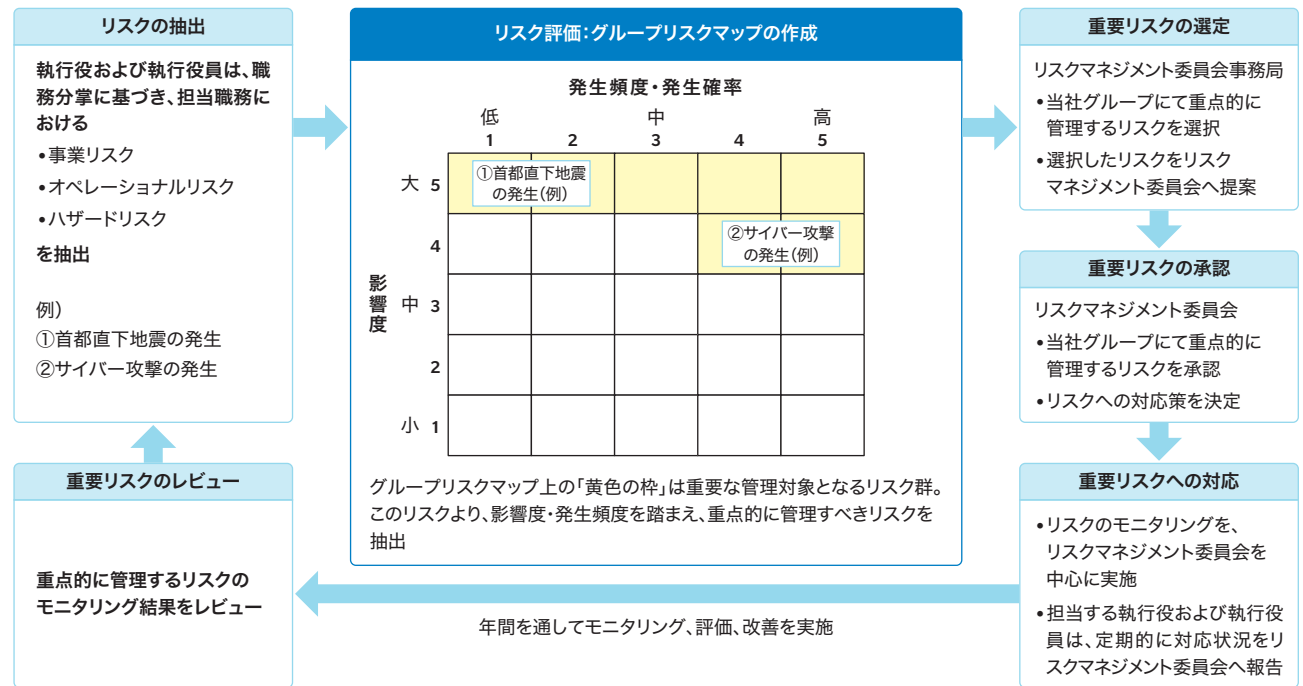 リスクの抽出
執行役および執行役員は、職
務分掌に基づき、担当職務に
おける
•事業リスク
•オペレーショナルリスク
•ハザードリスク
を抽出
例）
①首都直下地震の発生
②サイバー攻撃の発生
リスク評価：グループリスクマップの作成
発生頻度・発生確率
低 中 高
1 2 3 4 5
影響度
大 5
①首都直下地震
の発生（例）
4
②サイバー攻撃
の発生（例）
中 3
2
小 1
グループリスクマップ上の「黄色の枠」は重要な管理対象となるリスク群。
このリスクより、影響度・発生頻度を踏まえ、重点的に管理すべきリスクを
抽出
重要リスクの選定
リスクマネジメント委員会事務局
•当社グループにて重点的に
管理するリスクを選択
•選択したリスクをリスク
マネジメント委員会へ提案
重要リスクの承認
リスクマネジメント委員会
•当社グループにて重点的に
管理するリスクを承認
•リスクへの対応策を決定
重要リスクへの対応
•リスクのモニタリングを、
リスクマネジメント委員会を
中心に実施
•担当する執行役および執行役
員は、定期的に対応状況をリ
スクマネジメント委員会へ報告
年間を通してモニタリング、評価、改善を実施
重要リスクのレビュー
重点的に管理するリスクの
モニタリング結果をレビュー